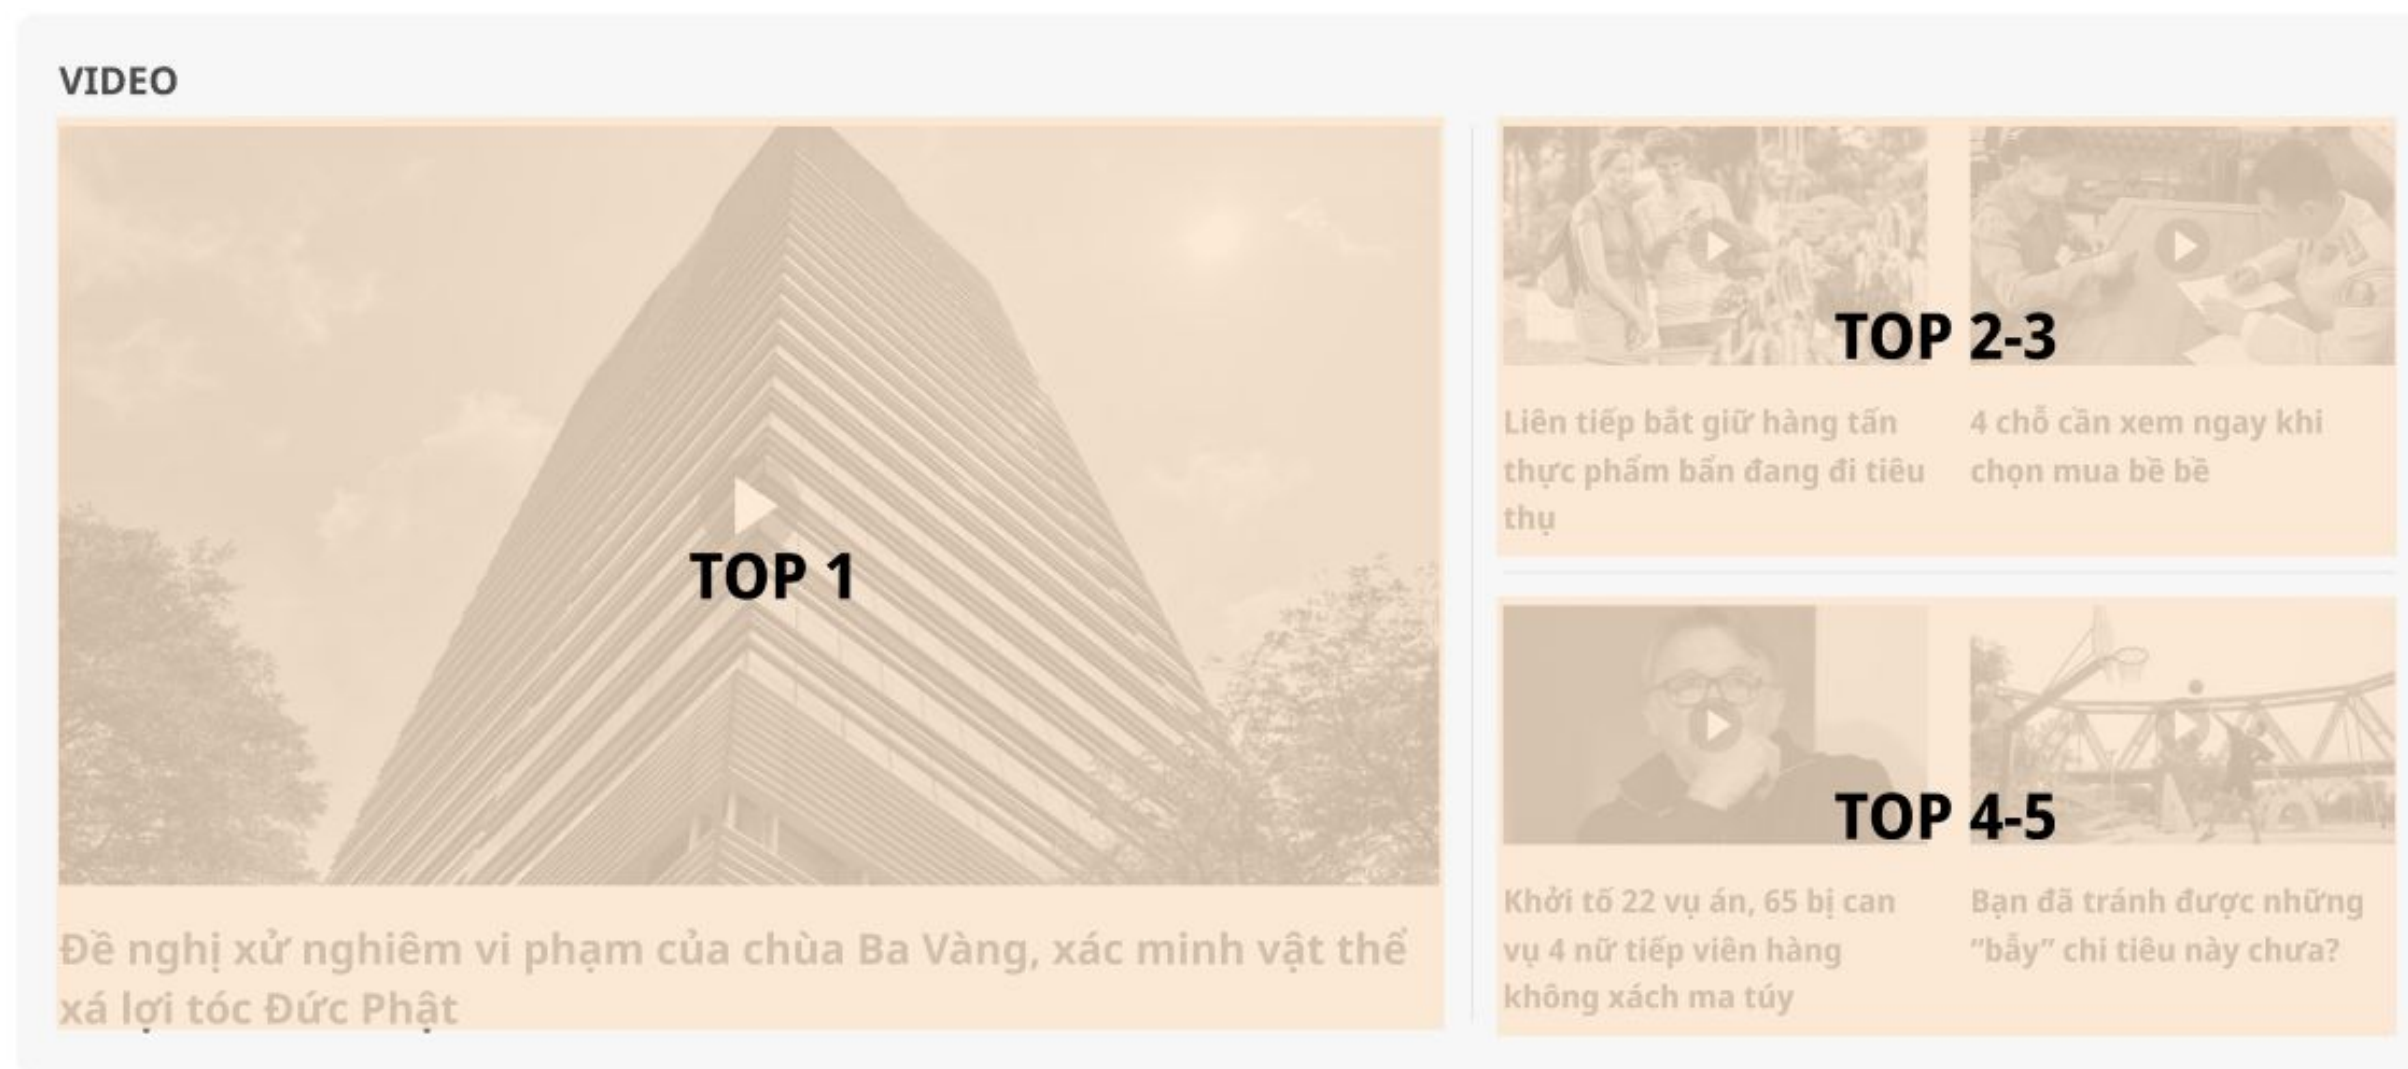 VIDEO
TOP 1
Đề nghị xử nghiêm vi phạm của chùa Ba Vàng, xác minh vật thể
xá lợi tóc Đức Phật
TOP 2-3
Liên tiếp bắt giữ hàng tấn
thực phẩm bẩn đang đi tiêu
thụ
4 chỗ cần xem ngay khi
chọn mua bề bề
TOP 4-5
Khởi tố 22 vụ án, 65 bị can
vụ 4 nữ tiếp viên hàng
không xách ma túy
Bạn đã tránh được những
“bẫy” chi tiêu này chưa?